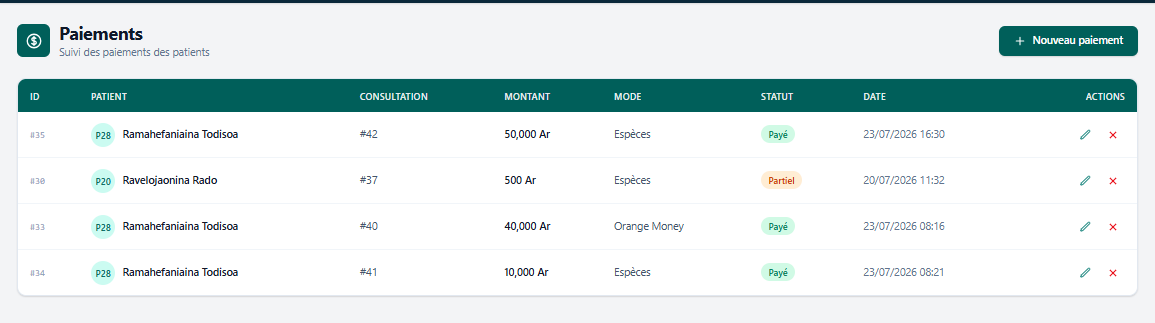 Paiements
Suivi des paiements des patients
+ Nouveau paiement
ID PATIENT CONSULTATION MONTANT MODE STATUT DATE ACTIONS
#35 P28 Ramahefaniaina Todisoa #42 50,000 Ar Espèces Payé 23/07/2026 16:30
#30 P20 Ravelojaonina Rado #37 500 Ar Espèces Partiel 20/07/2026 11:32
#33 P28 Ramahefaniaina Todisoa #40 40,000 Ar Orange Money Payé 23/07/2026 08:16
#34 P28 Ramahefaniaina Todisoa #41 10,000 Ar Espèces Payé 23/07/2026 08:21